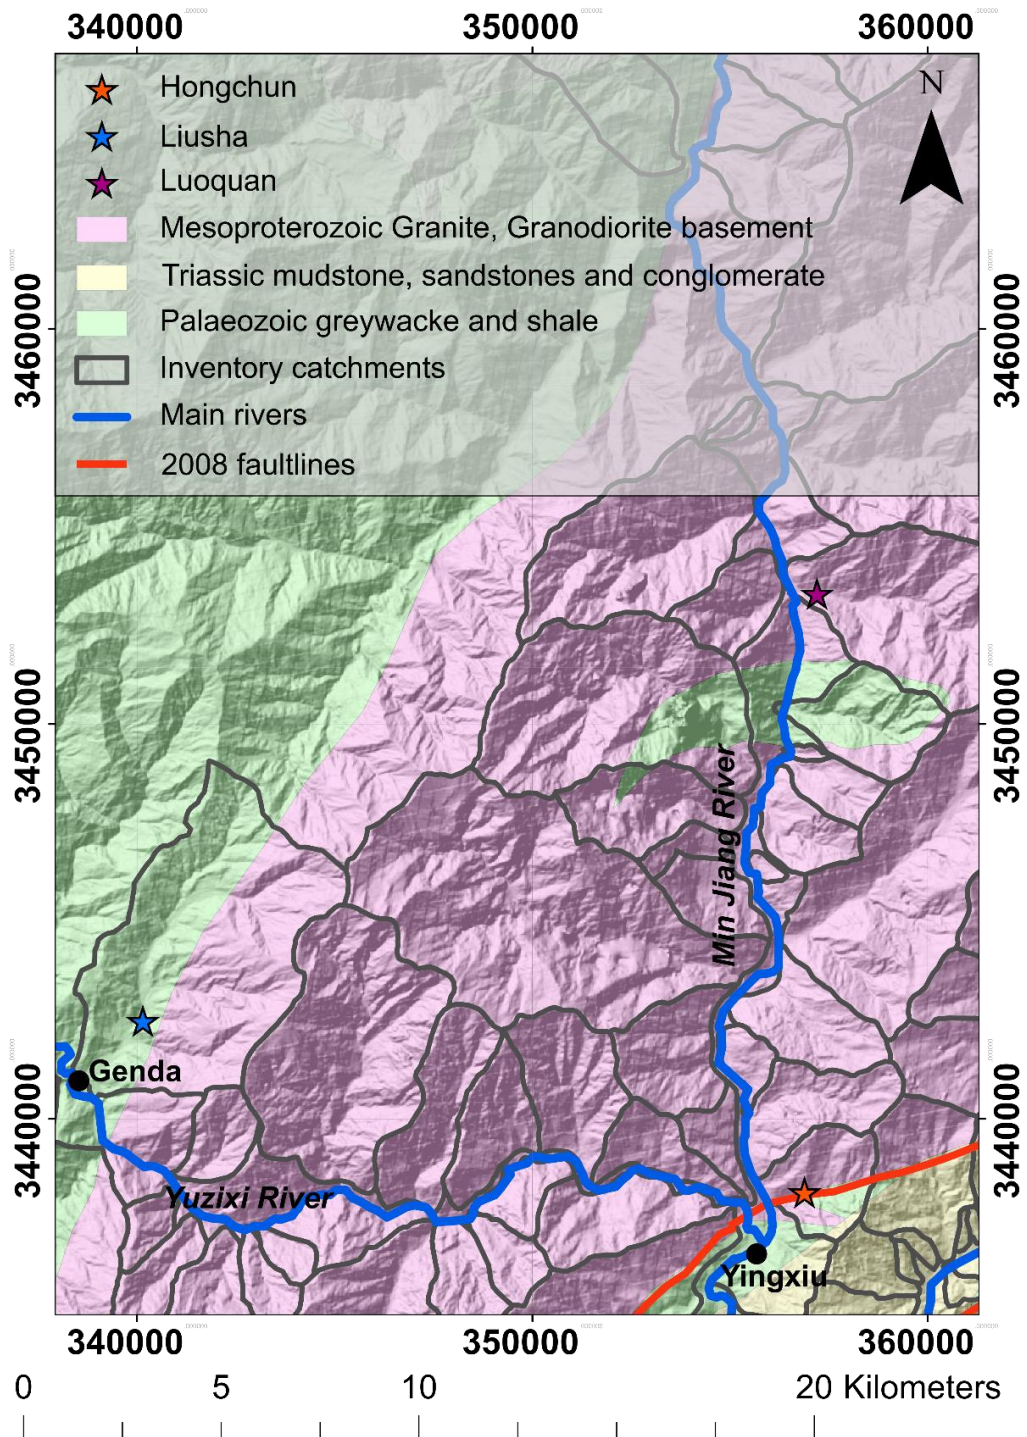 340000 350000 360000
N
Hongchun
Liusha
Luoquan
Mesoproterozoic Granite, Granodiorite basement
Triassic mudstone, sandstones and conglomerate
Palaeozoic greywacke and shale
Inventory catchments
Main rivers
2008 faultlines
3460000 3460000
3450000 3450000
Min Jiang River
Genda
3440000 3440000
Yuzixi River
Yingxiu
340000 350000 360000
0 5 10 20 Kilometers